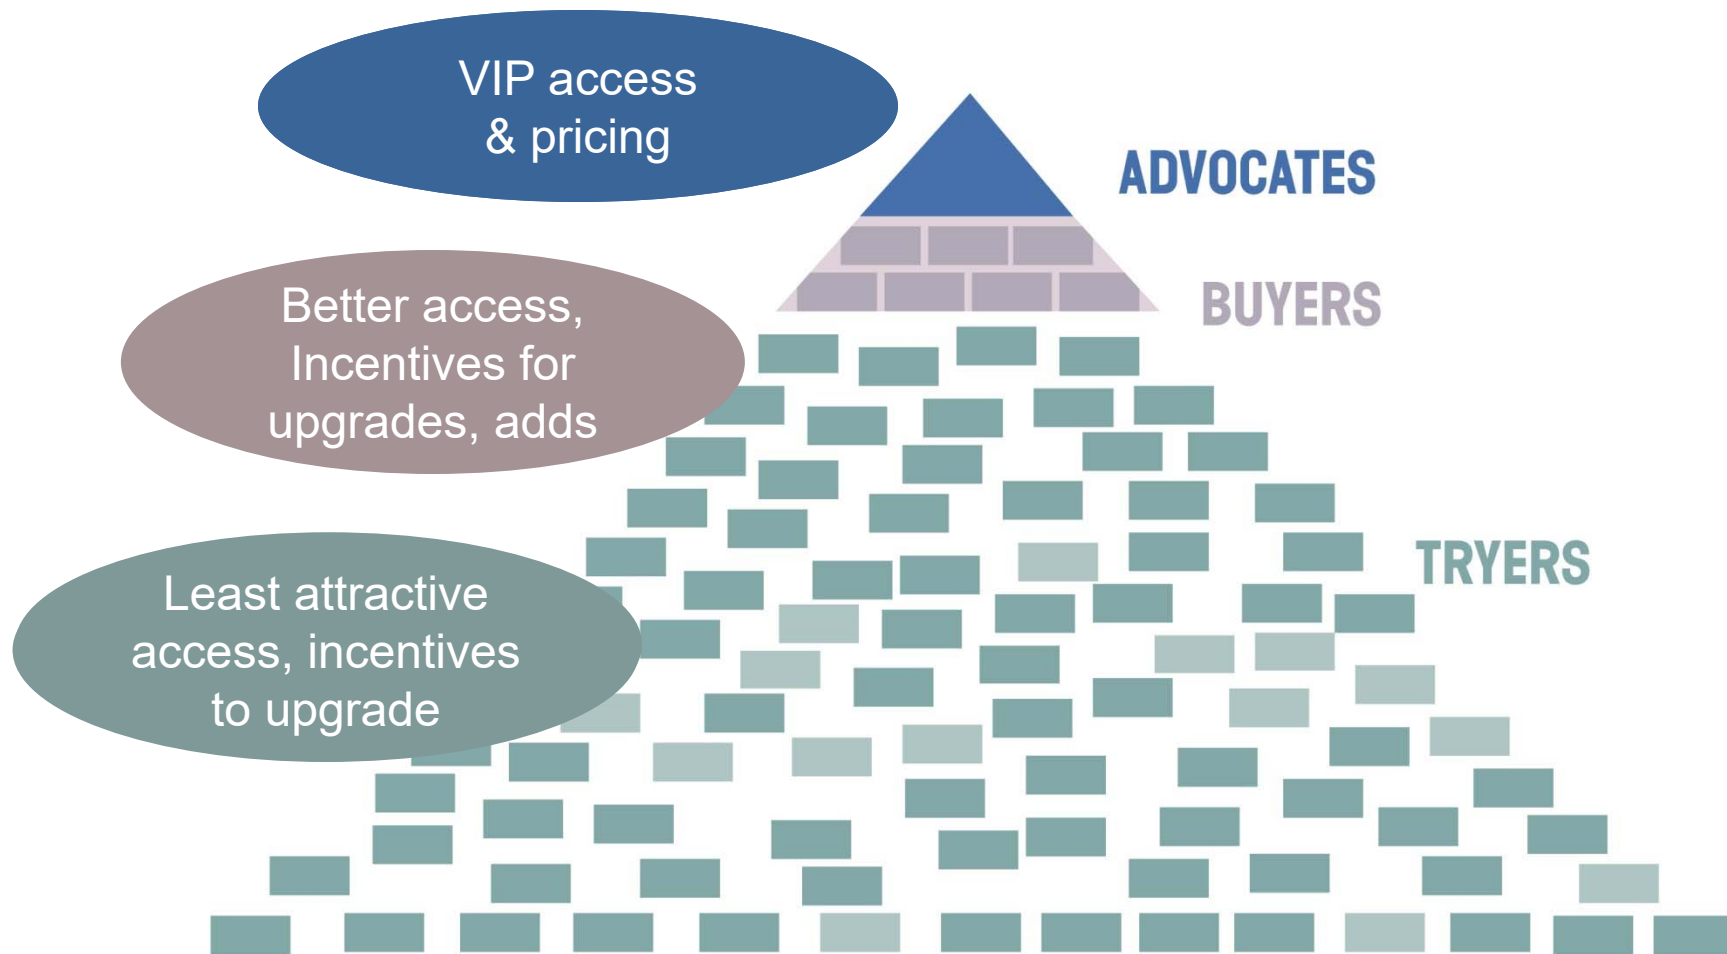 VIP access
& pricing
ADVOCATES
Better access,
Incentives for
upgrades, adds
BUYERS
Least attractive
access, incentives
to upgrade
TRYERS